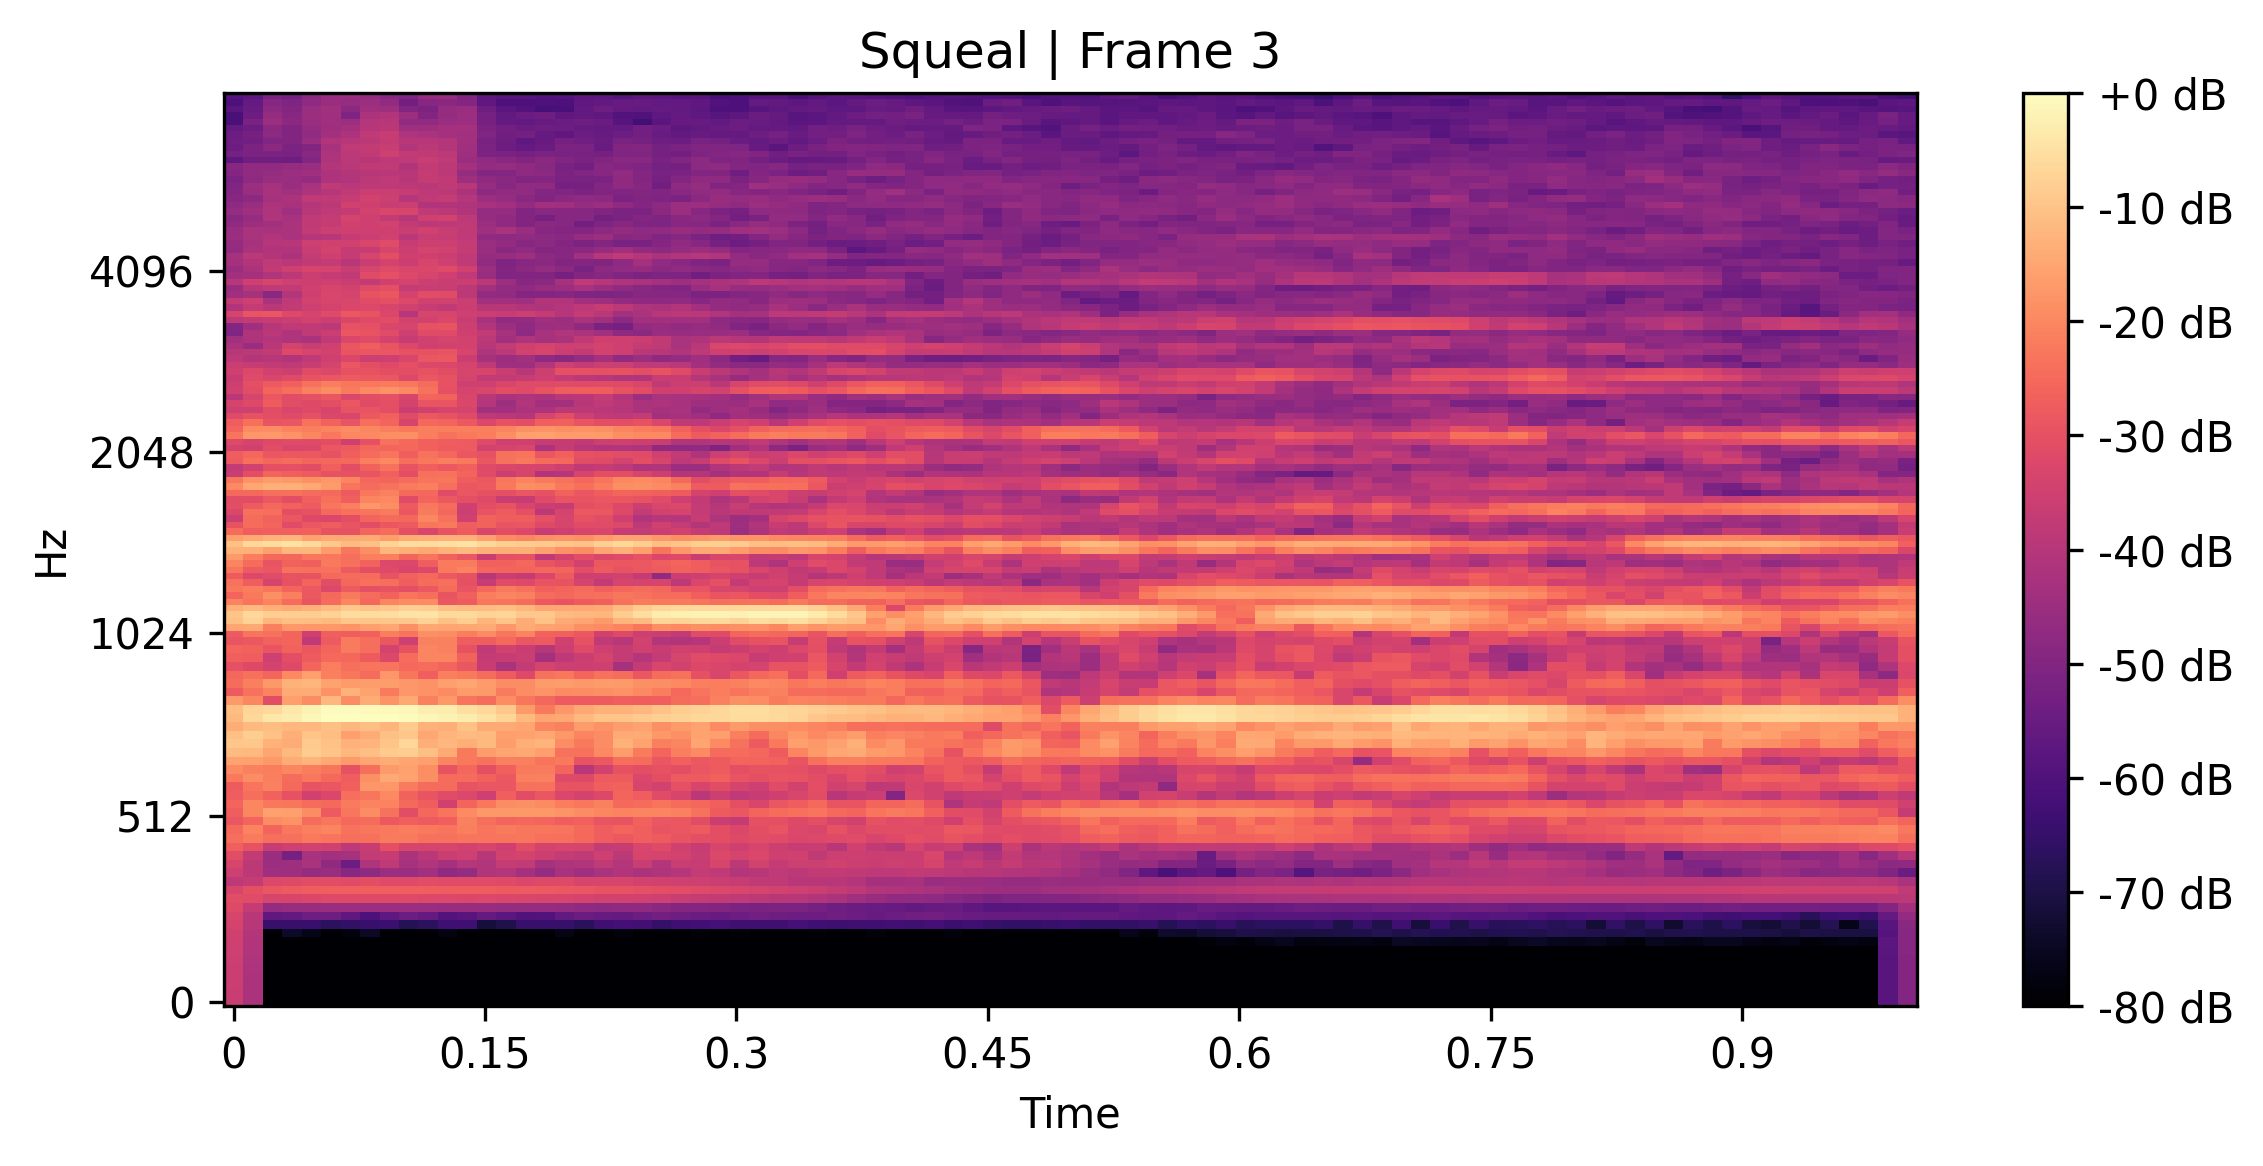 Squeal | Frame 3
+0 dB
-10 dB
-20 dB
-30 dB
-40 dB
-50 dB
-60 dB
-70 dB
-80 dB
4096
2048
1024
512
0
Hz
0 0.15 0.3 0.45 0.6 0.75 0.9
Time